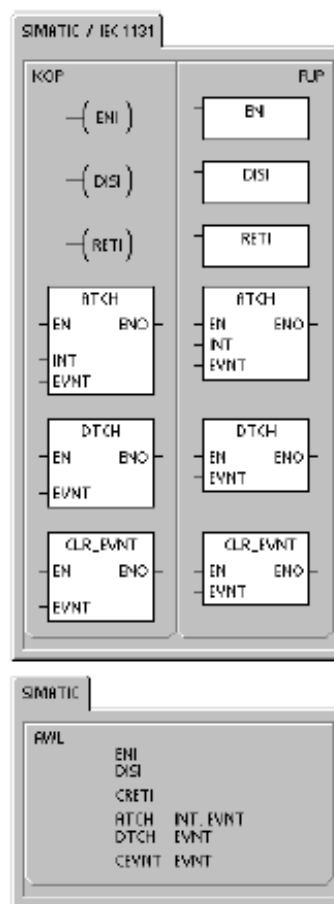 SIMATIC / IEC 1131
KOP
FUP
ENI
ENI
DISI
DISI
RETI
RETI
ATCH
EN ENO
INT
EVNT
ATCH
EN ENO
INT
EVNT
DTCH
EN ENO
EVNT
DTCH
EN ENO
EVNT
CLR_EVNT
EN ENO
EVNT
CLR_EVNT
EN ENO
EVNT
SIMATIC
AWL
ENI
DISI
CRETI
ATCH INT, EVNT
DTCH EVNT
CEVNT EVNT